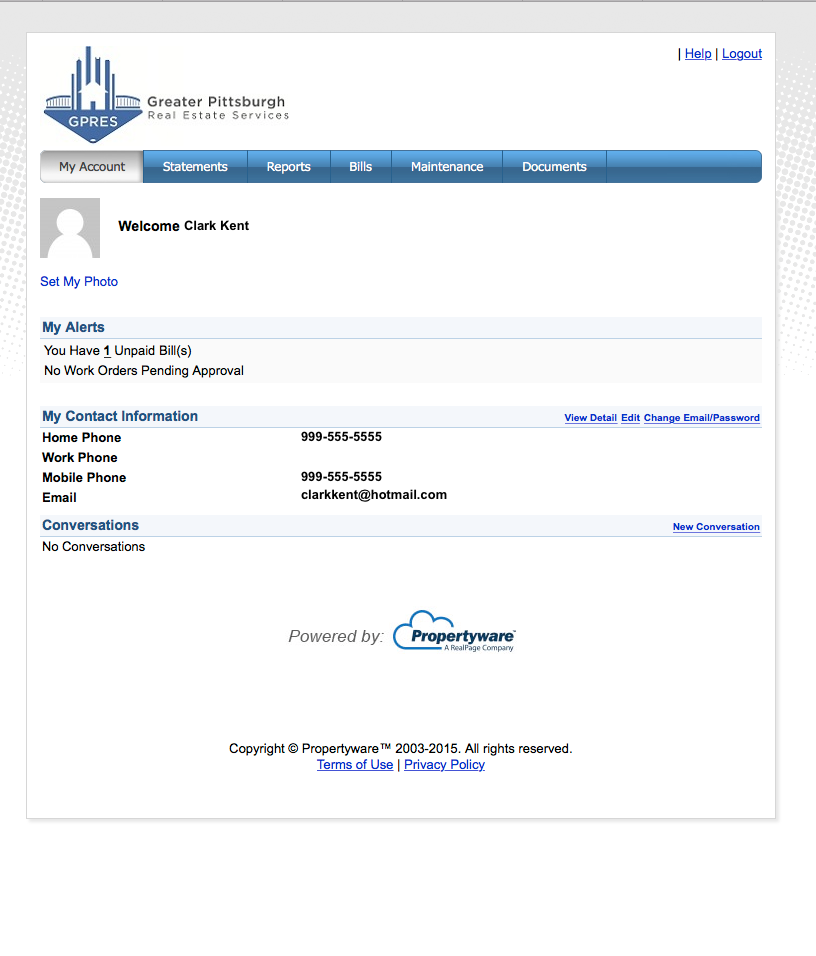 | Help | Logout
GPRES
Greater Pittsburgh
Real Estate Services
My Account Statements Reports Bills Maintenance Documents
Welcome Clark Kent
Set My Photo
My Alerts
You Have 1 Unpaid Bill(s)
No Work Orders Pending Approval
My Contact Information View Detail Edit Change Email/Password
Home Phone 999-555-5555
Work Phone
Mobile Phone 999-555-5555
Email clarkkent@hotmail.com
Conversations New Conversation
No Conversations
Powered by: Propertyware™
A RealPage Company
Copyright © Propertyware™ 2003-2015. All rights reserved.
Terms of Use | Privacy Policy